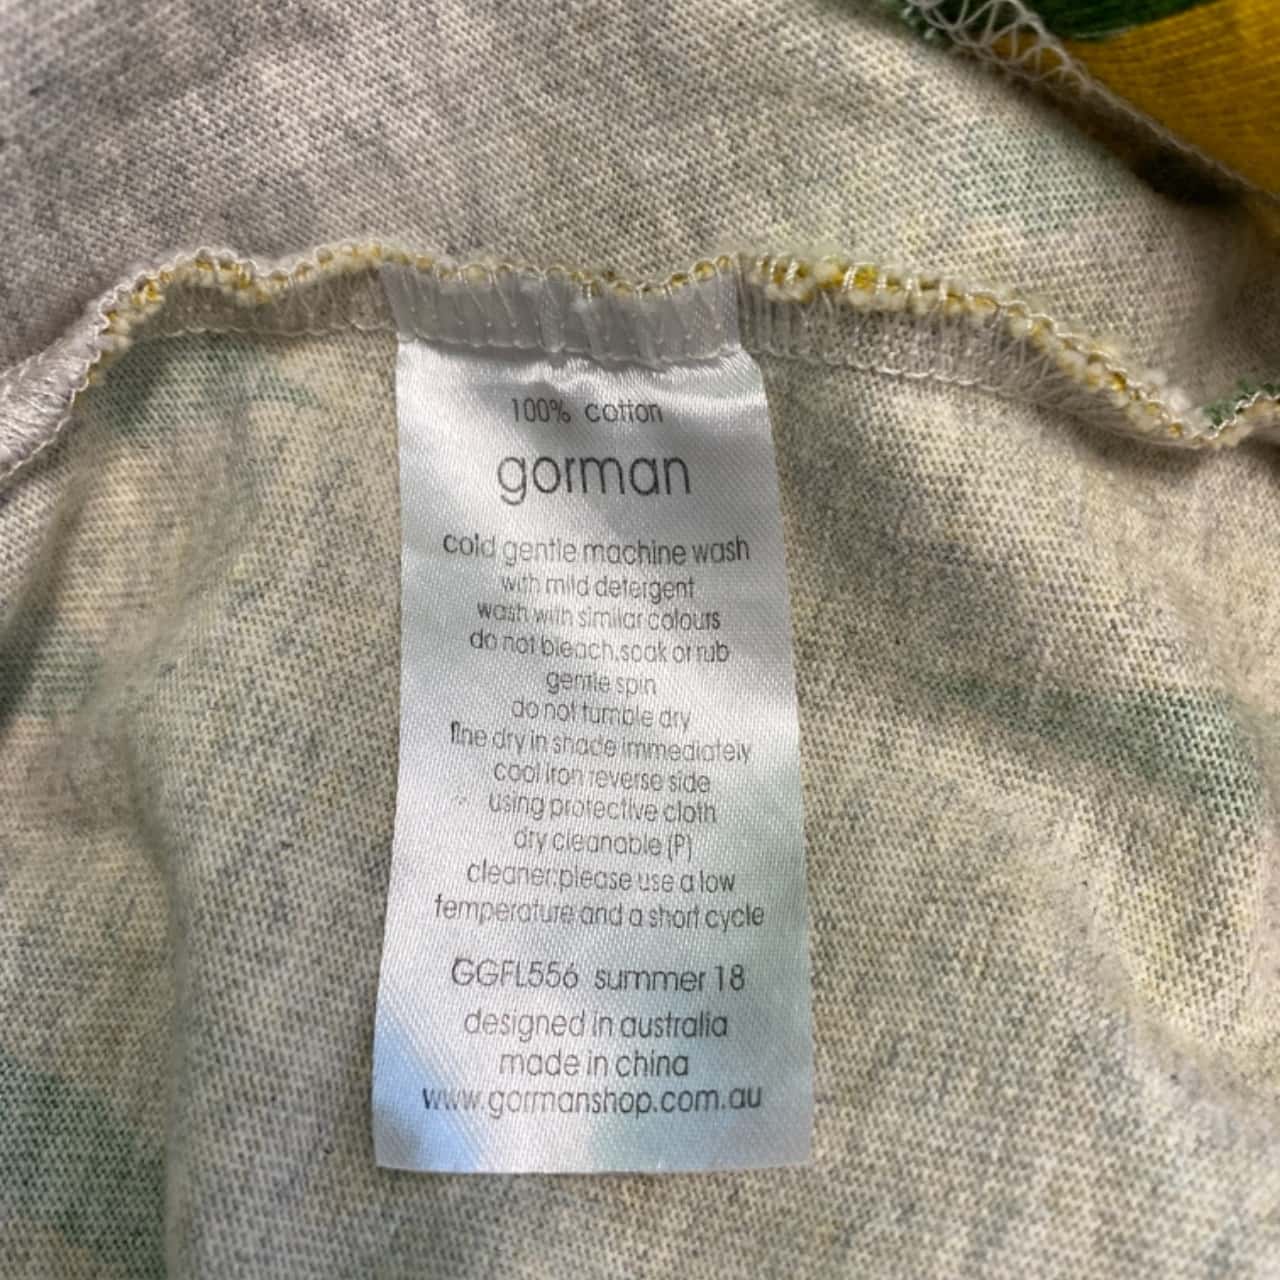 100% cotton
gorman
cold gentle machine wash
with mild detergent
wash with similar colours
do not bleach,soak or rub
gentle spin
do not tumble dry
line dry in shade immediately
cool iron reverse side
using protective cloth
dry cleanable (P)
cleaner:please use a low
temperature and a short cycle
GGFL556 summer 18
designed in australia
made in china
www.gormanshop.com.au